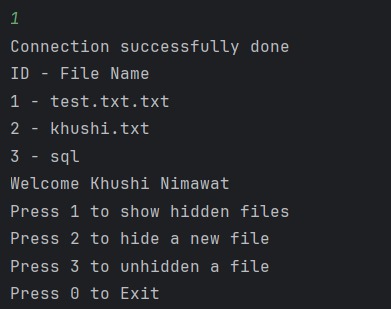 1
Connection successfully done
ID - File Name
1 - test.txt.txt
2 - khushi.txt
3 - sql
Welcome Khushi Nimawat
Press 1 to show hidden files
Press 2 to hide a new file
Press 3 to unhidden a file
Press 0 to Exit